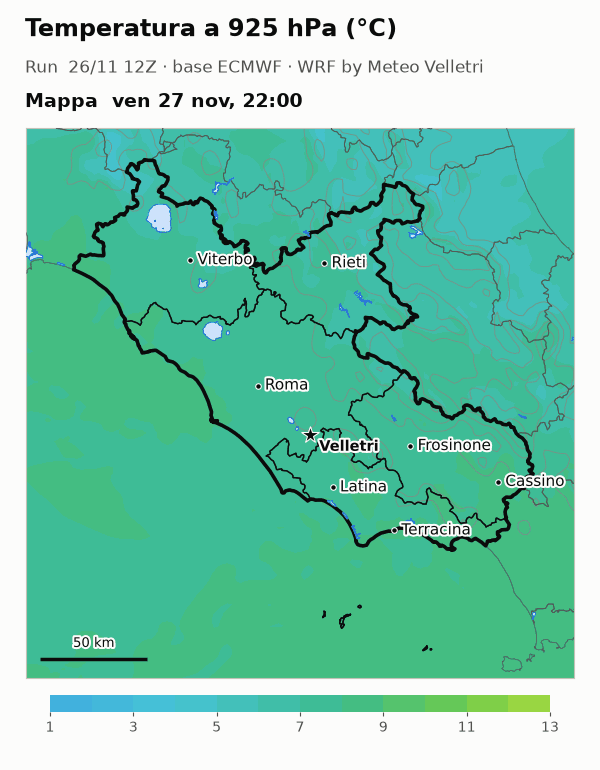 Temperatura a 925 hPa (°C)
Run  26/11 12Z · base ECMWF · WRF by Meteo Velletri
Mappa  ven 27 nov, 22:00
Viterbo
Rieti
Roma
Velletri
Frosinone
Cassino
Latina
Terracina
50 km
1 3 5 7 9 11 13